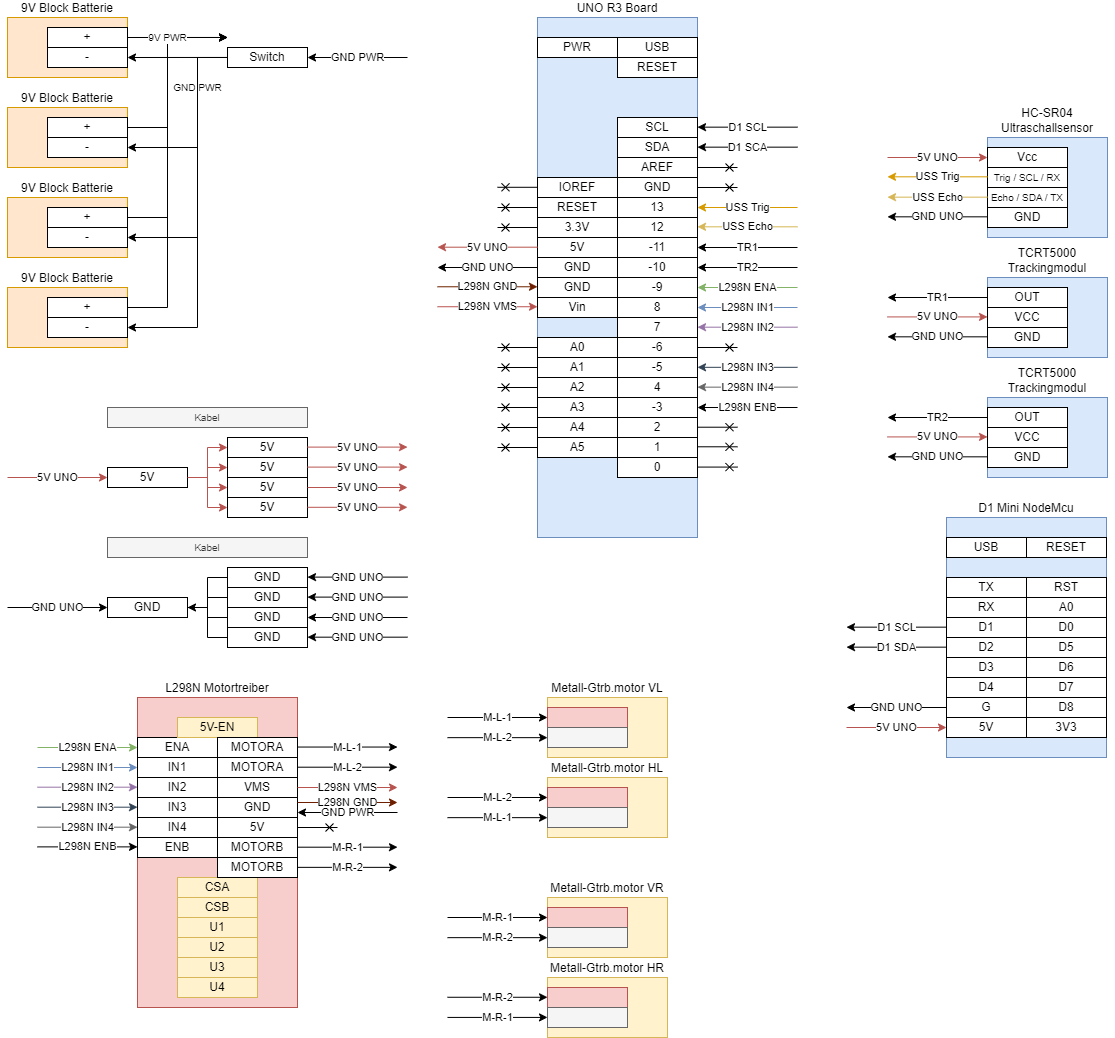 9V Block Batterie
+
-
9V PWR
GND PWR
Switch
GND PWR
9V Block Batterie
+
-
9V Block Batterie
+
-
9V Block Batterie
+
-
Kabel
5V UNO
5V
5V
5V UNO
5V
5V UNO
5V
5V UNO
5V
5V UNO
Kabel
GND UNO
GND
GND
GND UNO
GND
GND UNO
GND
GND UNO
GND
GND UNO
UNO R3 Board
PWR
USB
RESET
SCL
D1 SCL
SDA
D1 SCA
AREF
IOREF
GND
RESET
13
USS Trig
3.3V
12
USS Echo
5V UNO
5V
-11
TR1
GND UNO
GND
-10
TR2
L298N GND
GND
-9
L298N ENA
L298N VMS
Vin
8
L298N IN1
7
L298N IN2
A0
-6
A1
-5
L298N IN3
A2
4
L298N IN4
A3
-3
L298N ENB
A4
2
A5
1
0
HC-SR04
Ultraschallsensor
5V UNO
Vcc
USS Trig
Trig / SCL / RX
USS Echo
Echo / SDA / TX
GND UNO
GND
TCRT5000
Trackingmodul
TR1
OUT
5V UNO
VCC
GND UNO
GND
TCRT5000
Trackingmodul
TR2
OUT
5V UNO
VCC
GND UNO
GND
D1 Mini NodeMcu
USB
RESET
TX
RST
RX
A0
D1 SCL
D1
D0
D1 SDA
D2
D5
D3
D6
D4
D7
GND UNO
G
D8
5V UNO
5V
3V3
L298N Motortreiber
5V-EN
L298N ENA
ENA
MOTORA
M-L-1
L298N IN1
IN1
MOTORA
M-L-2
L298N IN2
IN2
VMS
L298N VMS
L298N IN3
IN3
GND
L298N GND
GND PWR
L298N IN4
IN4
5V
L298N ENB
ENB
MOTORB
M-R-1
MOTORB
M-R-2
CSA
CSB
U1
U2
U3
U4
Metall-Gtrb.motor VL
M-L-1
M-L-2
Metall-Gtrb.motor HL
M-L-2
M-L-1
Metall-Gtrb.motor VR
M-R-1
M-R-2
Metall-Gtrb.motor HR
M-R-2
M-R-1